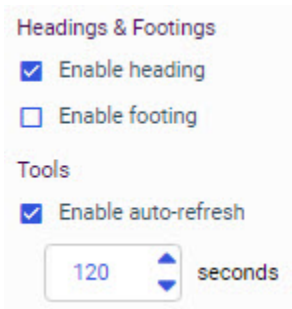 Headings & Footings
Enable heading
Enable footing
Tools
Enable auto-refresh
120 seconds